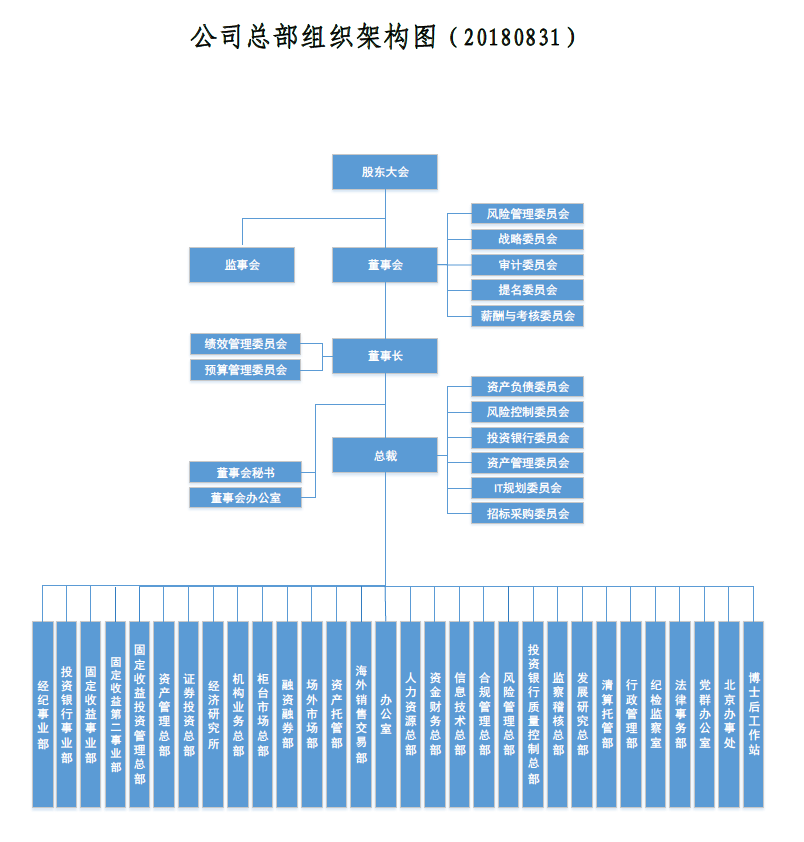 公司总部组织架构图（20180831）
股东大会
监事会
董事会
风险管理委员会
战略委员会
审计委员会
提名委员会
薪酬与考核委员会
绩效管理委员会
预算管理委员会
董事长
资产负债委员会
风险控制委员会
投资银行委员会
资产管理委员会
IT规划委员会
招标采购委员会
总裁
董事会秘书
董事会办公室
经纪事业部
投资银行事业部
固定收益事业部
固定收益第二事业部
固定收益投资管理总部
资产管理总部
证券投资总部
经济研究所
机构业务总部
柜台市场总部
融资融券部
场外市场部
资产托管部
海外销售交易部
办公室
人力资源总部
资金财务总部
信息技术总部
合规管理总部
风险管理总部
投资银行质量控制总部
监察稽核总部
发展研究总部
清算托管部
行政管理部
纪检监察室
法律事务部
党群办公室
北京办事处
博士后工作站